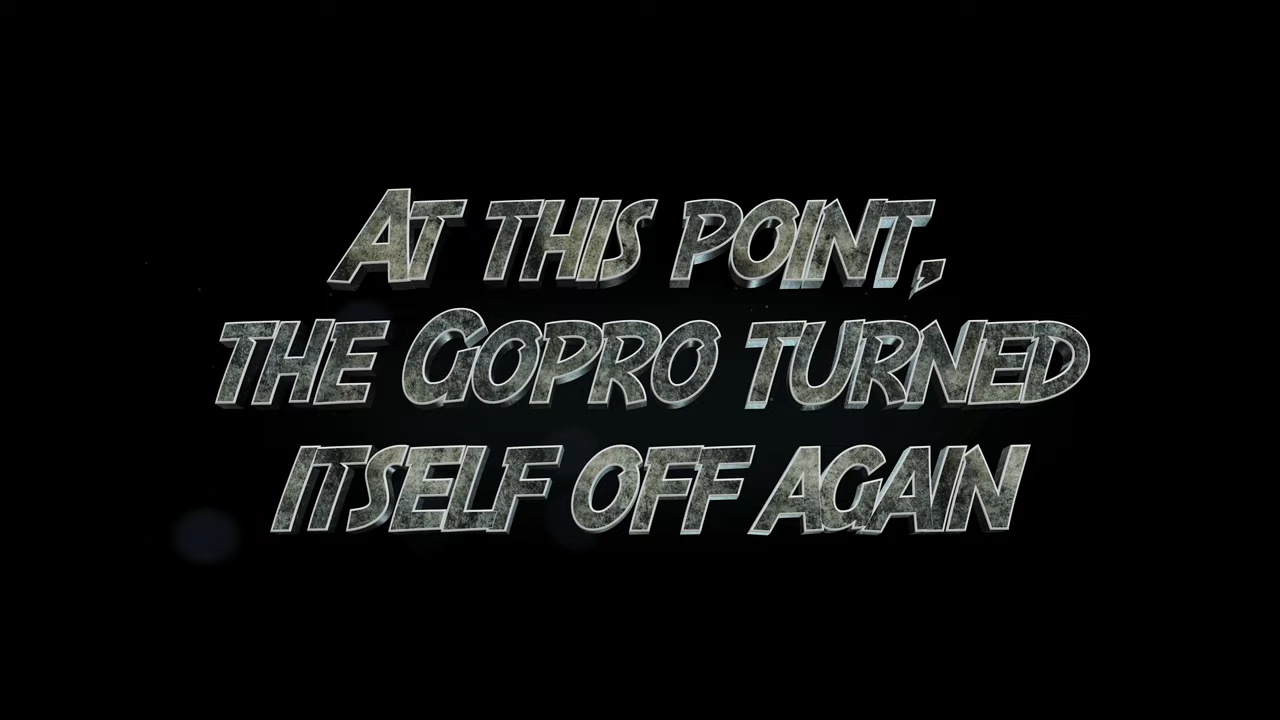 At this point,
the GoPro turned
itself off again